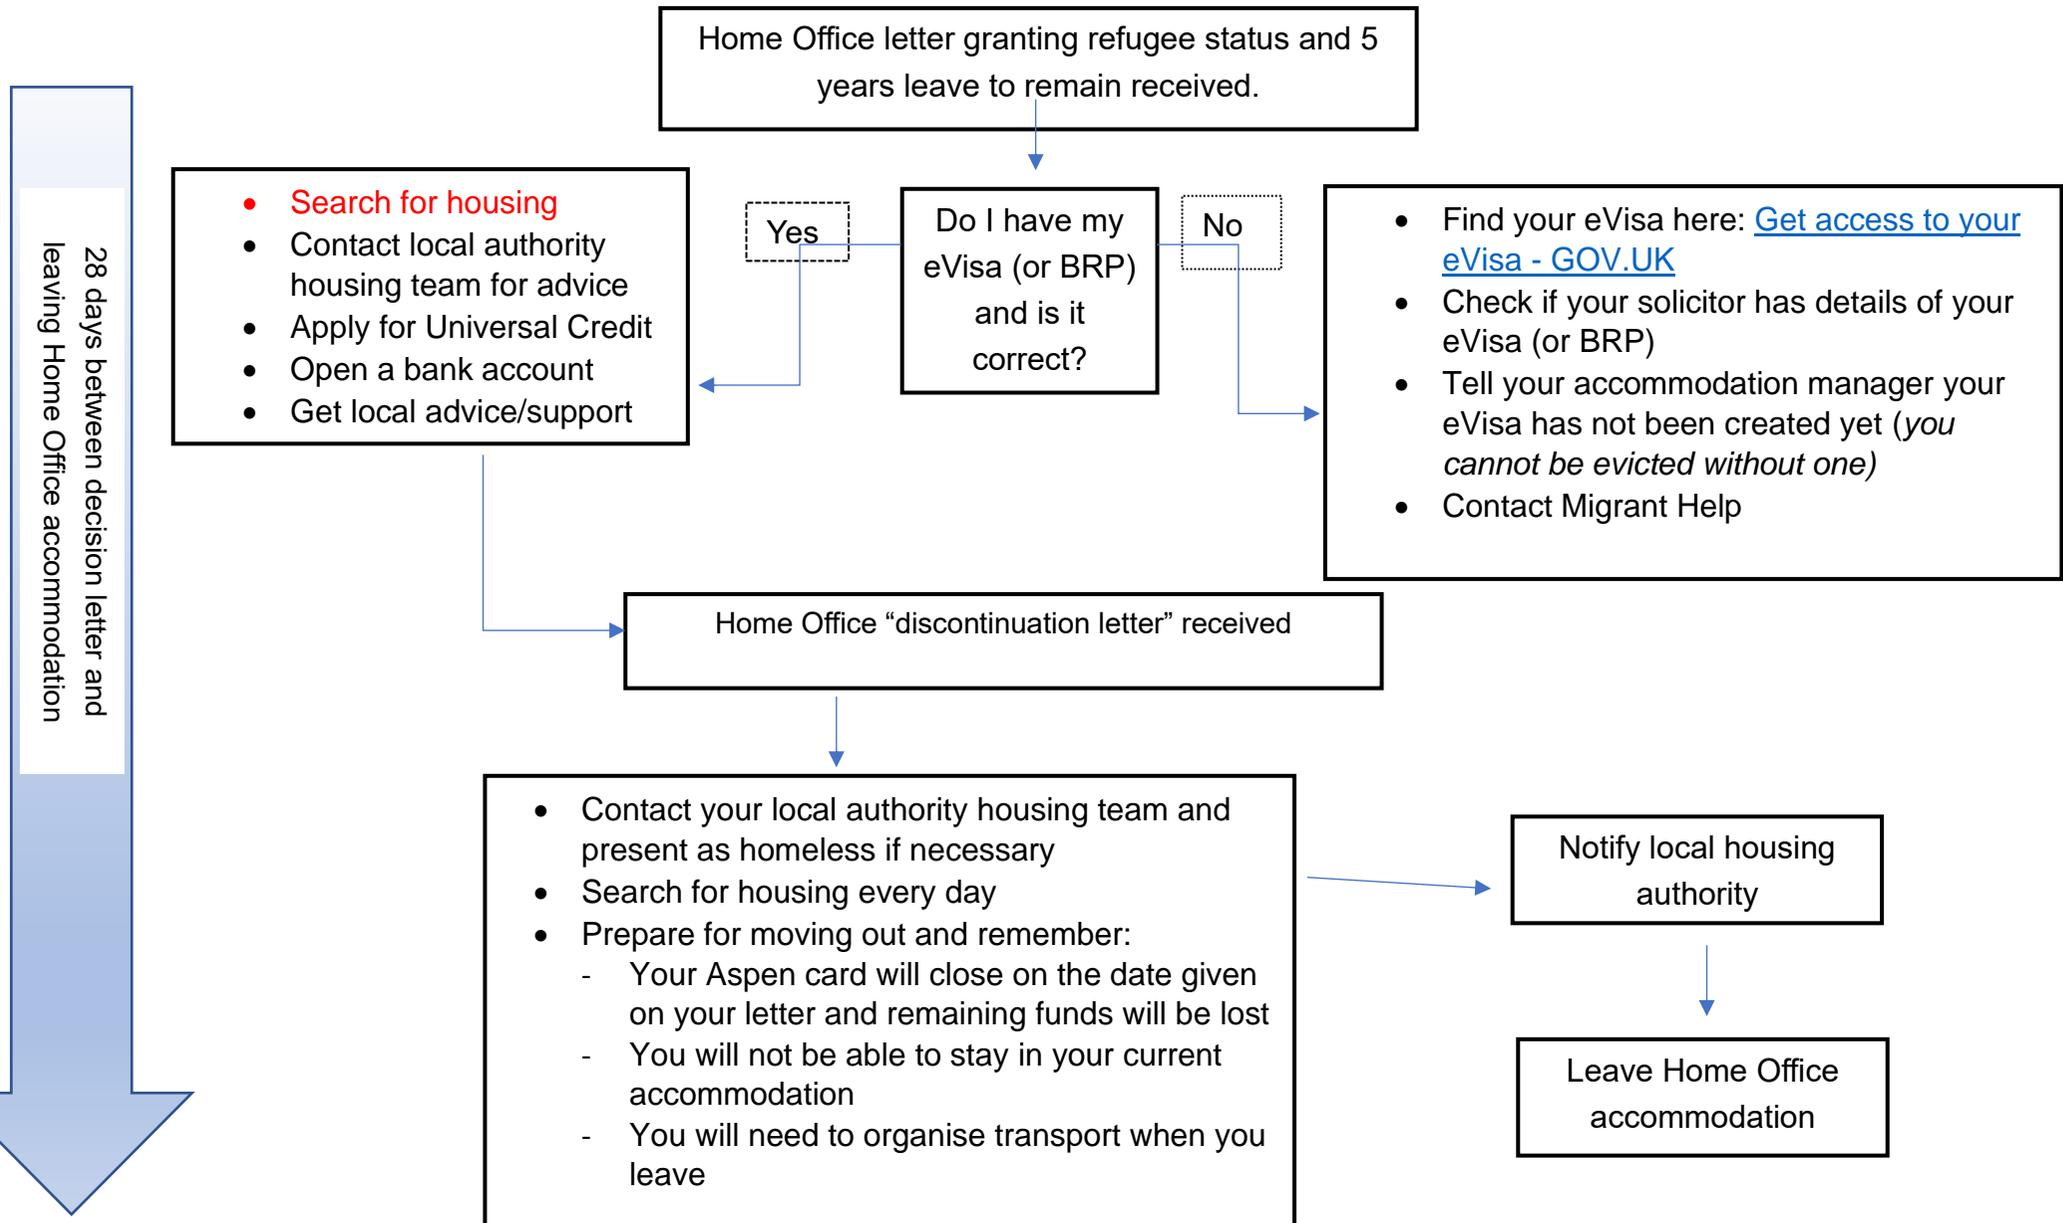 Home Office letter granting refugee status and 5
years leave to remain received.
28 days between decision letter and
leaving Home Office accommodation
• Search for housing
• Contact local authority
housing team for advice
• Apply for Universal Credit
• Open a bank account
• Get local advice/support
Yes
Do I have my
eVisa (or BRP)
and is it
correct?
No
• Find your eVisa here: Get access to your
eVisa - GOV.UK
• Check if your solicitor has details of your
eVisa (or BRP)
• Tell your accommodation manager your
eVisa has not been created yet (you
cannot be evicted without one)
• Contact Migrant Help
Home Office “discontinuation letter” received
• Contact your local authority housing team and
present as homeless if necessary
• Search for housing every day
• Prepare for moving out and remember:
- Your Aspen card will close on the date given
on your letter and remaining funds will be lost
- You will not be able to stay in your current
accommodation
- You will need to organise transport when you
leave
Notify local housing
authority
Leave Home Office
accommodation